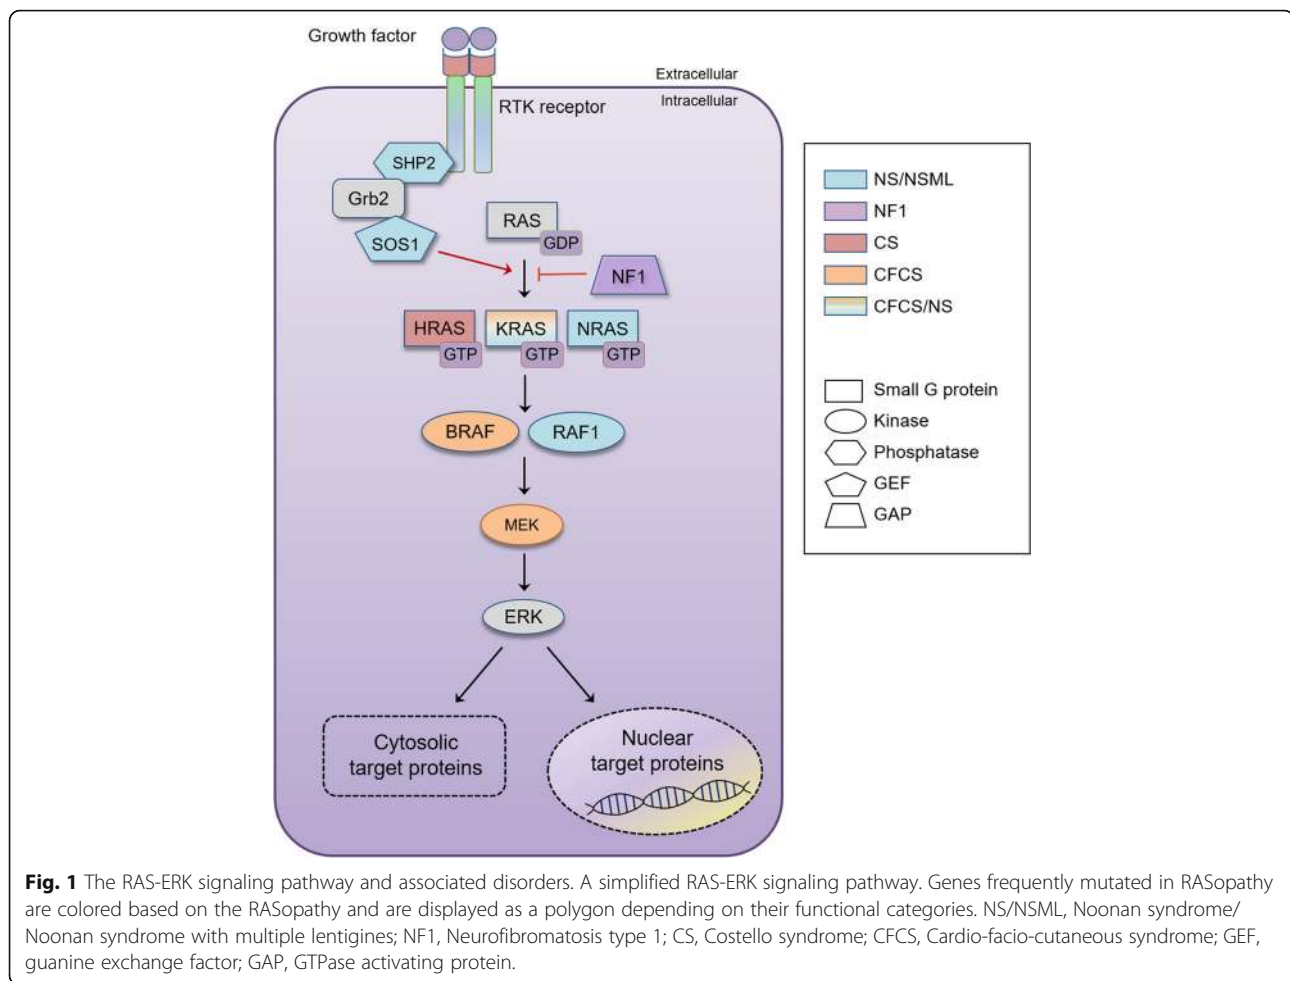 Growth factor
Extracellular
Intracellular
RTK receptor
SHP2
Grb2
SOS1
RAS
GDP
NF1
HRAS
GTP
KRAS
GTP
NRAS
GTP
BRAF
RAF1
MEK
ERK
Cytosolic
target proteins
Nuclear
target proteins
NS/NSML
NF1
CS
CFCS
CFCS/NS
Small G protein
Kinase
Phosphatase
GEF
GAP
Fig. 1 The RAS-ERK signaling pathway and associated disorders. A simplified RAS-ERK signaling pathway. Genes frequently mutated in RASopathy
are colored based on the RASopathy and are displayed as a polygon depending on their functional categories. NS/NSML, Noonan syndrome/
Noonan syndrome with multiple lentigines; NF1, Neurofibromatosis type 1; CS, Costello syndrome; CFCS, Cardio-facio-cutaneous syndrome; GEF,
guanine exchange factor; GAP, GTPase activating protein.